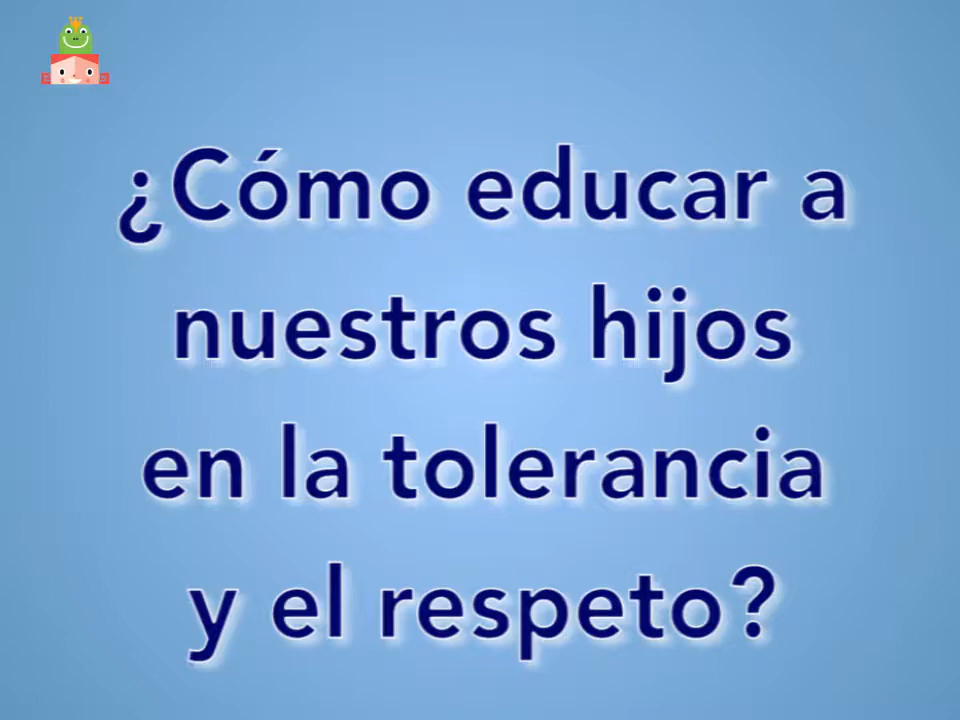 ¿Cómo educar a
nuestros hijos
en la tolerancia
y el respeto?